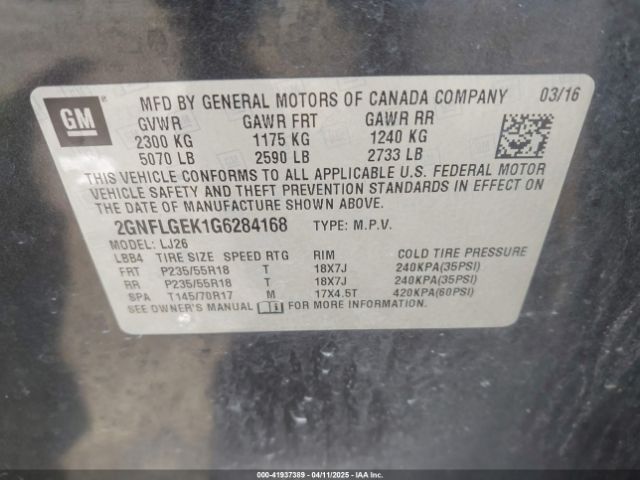 GM
MFD BY GENERAL MOTORS OF CANADA COMPANY 03/16
GVWR GAWR FRT GAWR RR
2300 KG 1175 KG 1240 KG
5070 LB 2590 LB 2733 LB
THIS VEHICLE CONFORMS TO ALL APPLICABLE U.S. FEDERAL MOTOR
VEHICLE SAFETY AND THEFT PREVENTION STANDARDS IN EFFECT ON
THE DATE OF MANUFACTURE SHOWN ABOVE.
2GNFLGEK1G6284168 TYPE: M.P.V.
MODEL: LJ26
LBB4 TIRE SIZE SPEED RTG RIM COLD TIRE PRESSURE
FRT P235/55R18 T 18X7J 240KPA(35PSI)
RR P235/55R18 T 18X7J 240KPA(35PSI)
SPA T145/70R17 M 17X4.5T 420KPA(60PSI)
SEE OWNER'S MANUAL i FOR MORE INFORMATION.
000-41937389 - 04/11/2025 - IAAI.COM